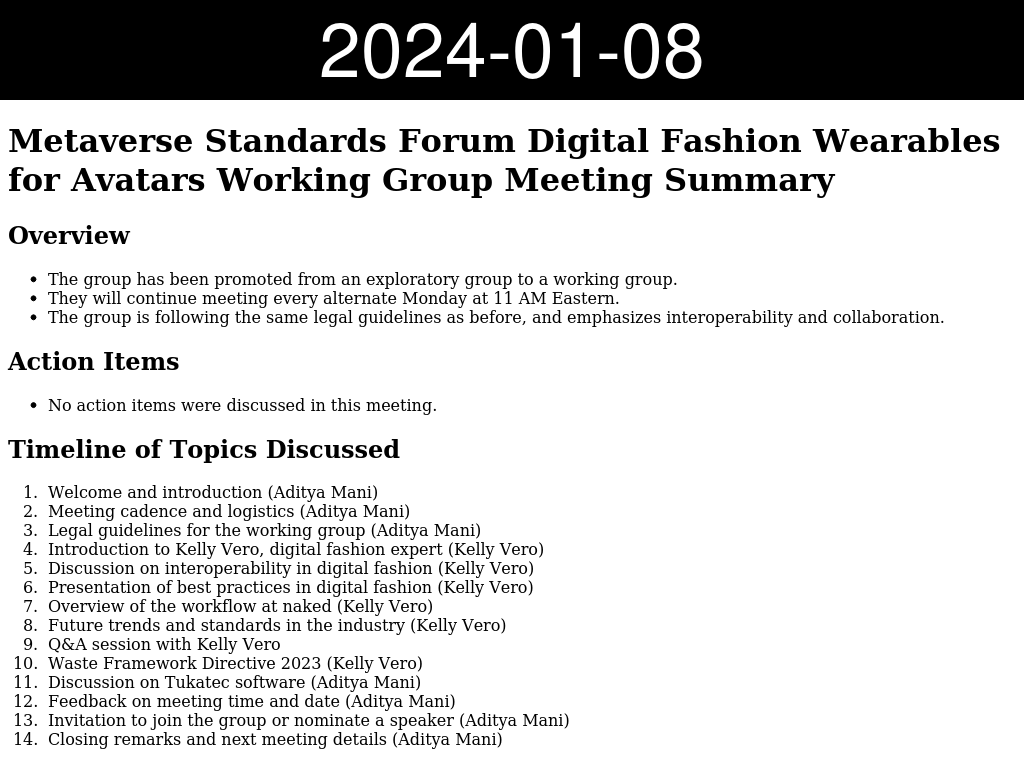 2024-01-08
Metaverse Standards Forum Digital Fashion Wearables
for Avatars Working Group Meeting Summary
Overview
• The group has been promoted from an exploratory group to a working group.
• They will continue meeting every alternate Monday at 11 AM Eastern.
• The group is following the same legal guidelines as before, and emphasizes interoperability and collaboration.
Action Items
• No action items were discussed in this meeting.
Timeline of Topics Discussed
1. Welcome and introduction (Aditya Mani)
2. Meeting cadence and logistics (Aditya Mani)
3. Legal guidelines for the working group (Aditya Mani)
4. Introduction to Kelly Vero, digital fashion expert (Kelly Vero)
5. Discussion on interoperability in digital fashion (Kelly Vero)
6. Presentation of best practices in digital fashion (Kelly Vero)
7. Overview of the workflow at naked (Kelly Vero)
8. Future trends and standards in the industry (Kelly Vero)
9. Q&A session with Kelly Vero
10. Waste Framework Directive 2023 (Kelly Vero)
11. Discussion on Tukatec software (Aditya Mani)
12. Feedback on meeting time and date (Aditya Mani)
13. Invitation to join the group or nominate a speaker (Aditya Mani)
14. Closing remarks and next meeting details (Aditya Mani)